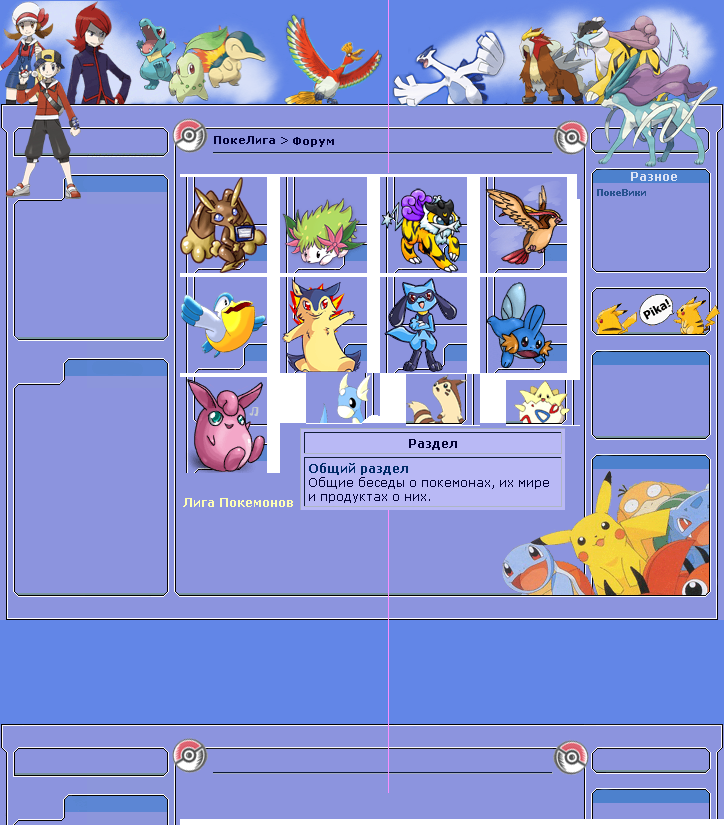 ПокеЛига > Форум
Разное
ПокеВики
Pika!
Раздел
Общий раздел
Общие беседы о покемонах, их мире
и продуктах о них.
Лига Покемонов